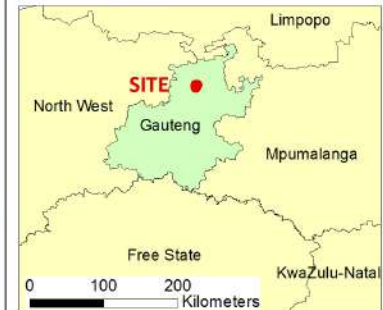 Limpopo
SITE
North West
Gauteng
Mpumalanga
Free State
KwaZulu-Natal
0 100 200
Kilometers